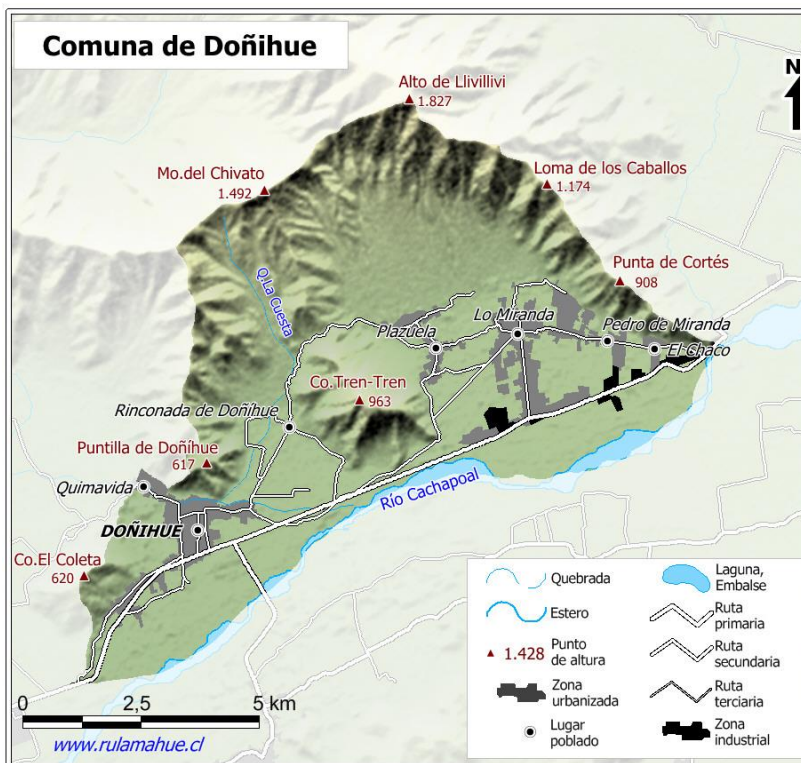 Comuna de Doñihue
N
Alto de Llivillivi
1.827
Mo.del Chivato
1.492
Loma de los Caballos
1.174
Punta de Cortés
908
Q.La Cuesta
Lo Miranda
Plazuela
Pedro de Miranda
El Chaco
Co.Tren-Tren
963
Rinconada de Doñihue
Puntilla de Doñíhue
617
Quimavida
Río Cachapoal
DOÑIHUE
Co.El Coleta
620
Quebrada
Laguna,
Embalse
Estero
Ruta
primaria
1.428
Punto
de altura
Ruta
secundaria
Zona
urbanizada
Ruta
terciaria
Lugar
poblado
Zona
industrial
0 2,5 5 km
www.rulamahue.cl